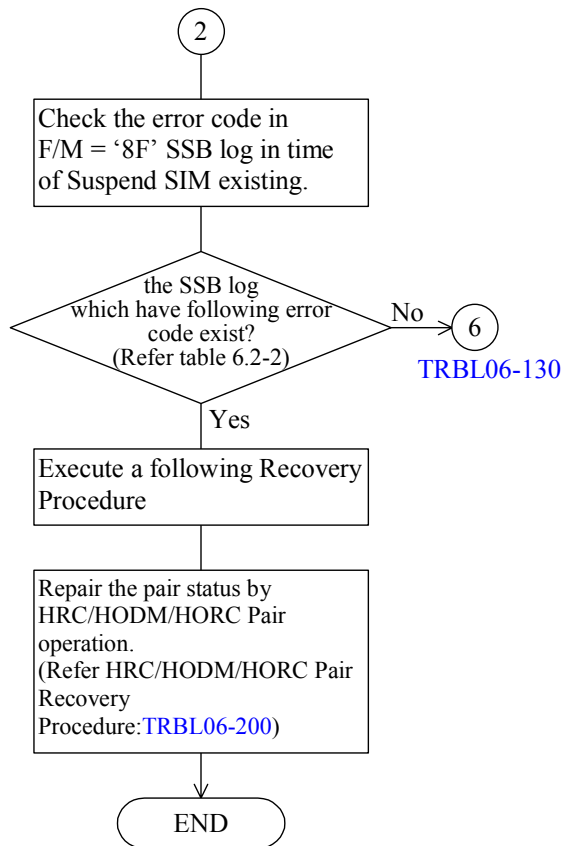 2
Check the error code in
F/M = ‘8F’ SSB log in time
of Suspend SIM existing.
the SSB log
which have following error
code exist?
(Refer table 6.2-2)
No
6
TRBL06-130
Yes
Execute a following Recovery
Procedure
Repair the pair status by
HRC/HODM/HORC Pair
operation.
(Refer HRC/HODM/HORC Pair
Recovery
Procedure:TRBL06-200)
END